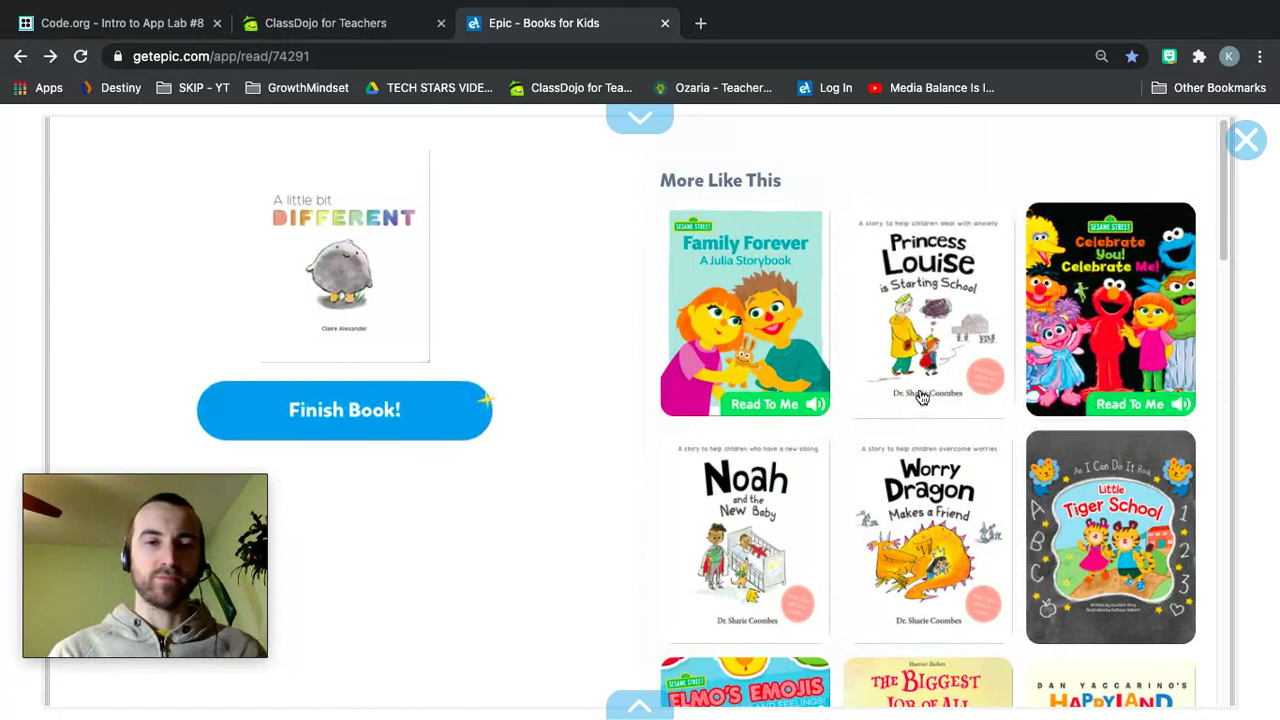 Code.org - Intro to App Lab #8
ClassDojo for Teachers
Epic - Books for Kids
getepic.com/app/read/74291
K
Apps
Destiny
SKIP - YT
GrowthMindset
TECH STARS VIDE...
ClassDojo for Tea...
Ozaria - Teacher...
Log In
Media Balance Is I...
Other Bookmarks
A little bit
DIFFERENT
Claire Alexander
Finish Book!
More Like This
SESAME STREET
Family Forever
A Julia Storybook
Read To Me
A story to help children deal with anxiety
Princess
Louise
is Starting School
Dr. Sharie Coombes
SESAME STREET
Celebrate
You!
Celebrate Me!
Read To Me
A story to help children who have a new sibling
Noah
and the
New Baby
Dr. Sharie Coombes
A story to help children overcome worries
Worry
Dragon
Makes a Friend
Dr. Sharie Coombes
An I Can Do It Book
Little
Tiger School
A
B
C
1
2
3
SESAME STREET
ELMO'S EMOJIS
Harriet Ziefert
THE BIGGEST
JOB OF ALL
DAN YACCARINO'S
HAPPYLAND